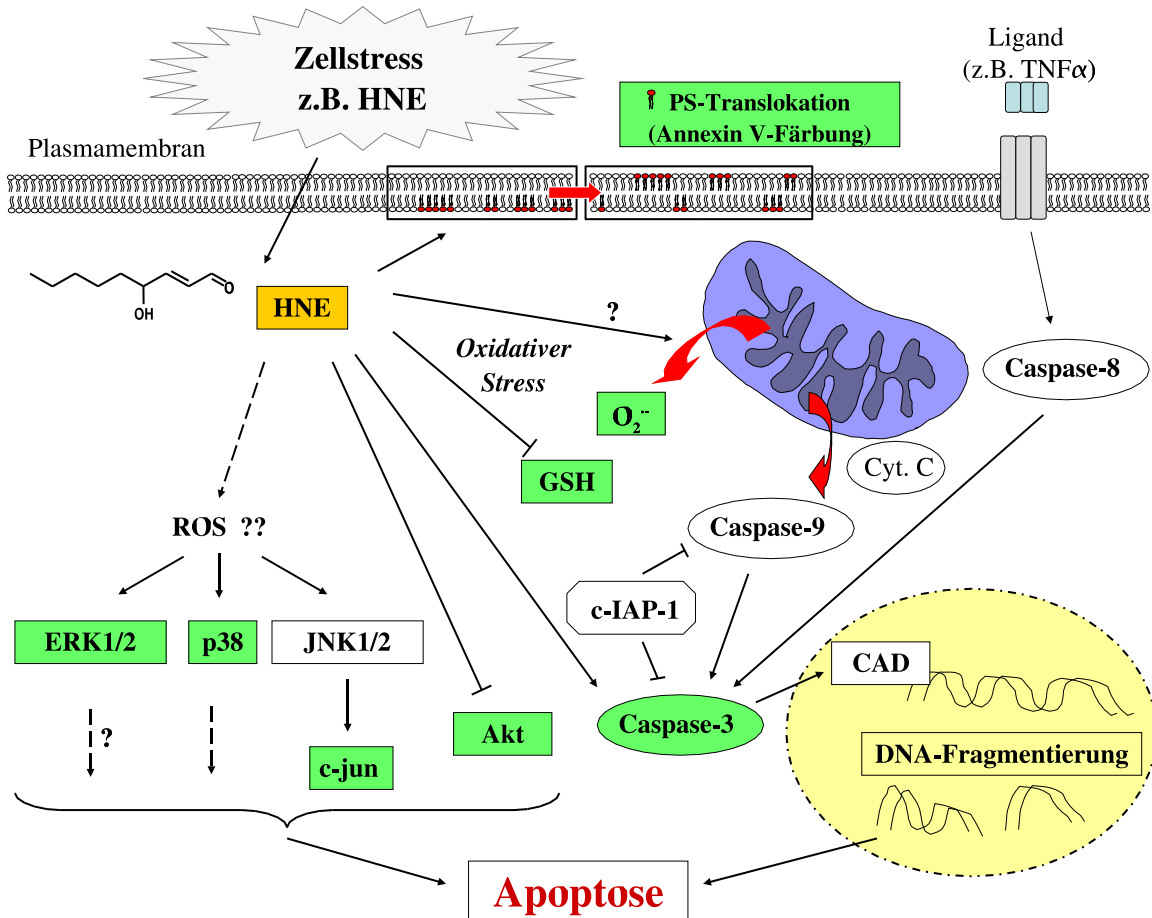 Zellstress
z.B. HNE
Ligand
(z.B. TNFα)
PS-Translokation
(Annexin V-Färbung)
Plasmamembran
OH
O
HNE
?
Oxidativer
Stress
O₂·-
GSH
Caspase-8
Cyt. C
Caspase-9
ROS ??
c-IAP-1
ERK1/2
p38
JNK1/2
CAD
Caspase-3
Akt
?
c-jun
DNA-Fragmentierung
Apoptose